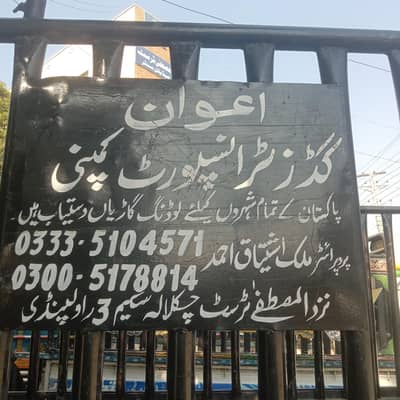 اعوان
گڈز ٹرانسپورٹ کمپنی
پاکستان کے تمام شہروں کیلئے لوڈنگ گاڑیاں دستیاب ہیں۔
0333-5104571
پروپرائٹر ملک اشتیاق احمد
0300-5178814
نزد المصطفےٰ ٹرسٹ چکلالہ سکیم 3 راولپنڈی